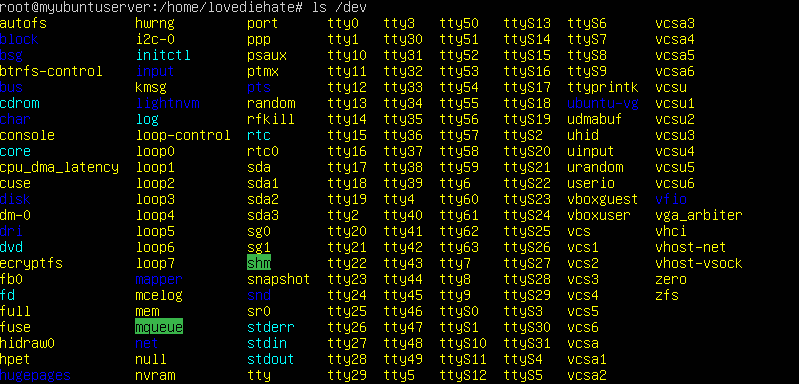 root@myubuntuserver:/home/lovediehate# ls /dev
autofs hwrng port tty0 tty3 tty50 ttyS13 ttyS6 vcsa3
block i2c-0 ppp tty1 tty30 tty51 ttyS14 ttyS7 vcsa4
bsg initctl psaux tty10 tty31 tty52 ttyS15 ttyS8 vcsa5
btrfs-control input ptmx tty11 tty32 tty53 ttyS16 ttyS9 vcsa6
bus kmsg pts tty12 tty33 tty54 ttyS17 ttyprintk vcsu
cdrom lightnvm random tty13 tty34 tty55 ttyS18 ubuntu-vg vcsu1
char log rfkill tty14 tty35 tty56 ttyS19 udmabuf vcsu2
console loop-control rtc tty15 tty36 tty57 ttyS2 uhid vcsu3
core loop0 rtc0 tty16 tty37 tty58 ttyS20 uinput vcsu4
cpu_dma_latency loop1 sda tty17 tty38 tty59 ttyS21 urandom vcsu5
cuse loop2 sda1 tty18 tty39 tty6 ttyS22 userio vcsu6
disk loop3 sda2 tty19 tty4 tty60 ttyS23 vboxguest vfio
dm-0 loop4 sda3 tty2 tty40 tty61 ttyS24 vboxuser vga_arbiter
dri loop5 sg0 tty20 tty41 tty62 ttyS25 vcs vhci
dvd loop6 sg1 tty21 tty42 tty63 ttyS26 vcs1 vhost-net
ecryptfs loop7 shm tty22 tty43 tty7 ttyS27 vcs2 vhost-vsock
fb0 mapper snapshot tty23 tty44 tty8 ttyS28 vcs3 zero
fd mcelog snd tty24 tty45 tty9 ttyS29 vcs4 zfs
full mem sr0 tty25 tty46 ttyS0 ttyS3 vcs5
fuse mqueue stderr tty26 tty47 ttyS1 ttyS30 vcs6
hidraw0 net stdin tty27 tty48 ttyS10 ttyS31 vcsa
hpet null stdout tty28 tty49 ttyS11 ttyS4 vcsa1
hugepages nvram tty tty29 tty5 ttyS12 ttyS5 vcsa2